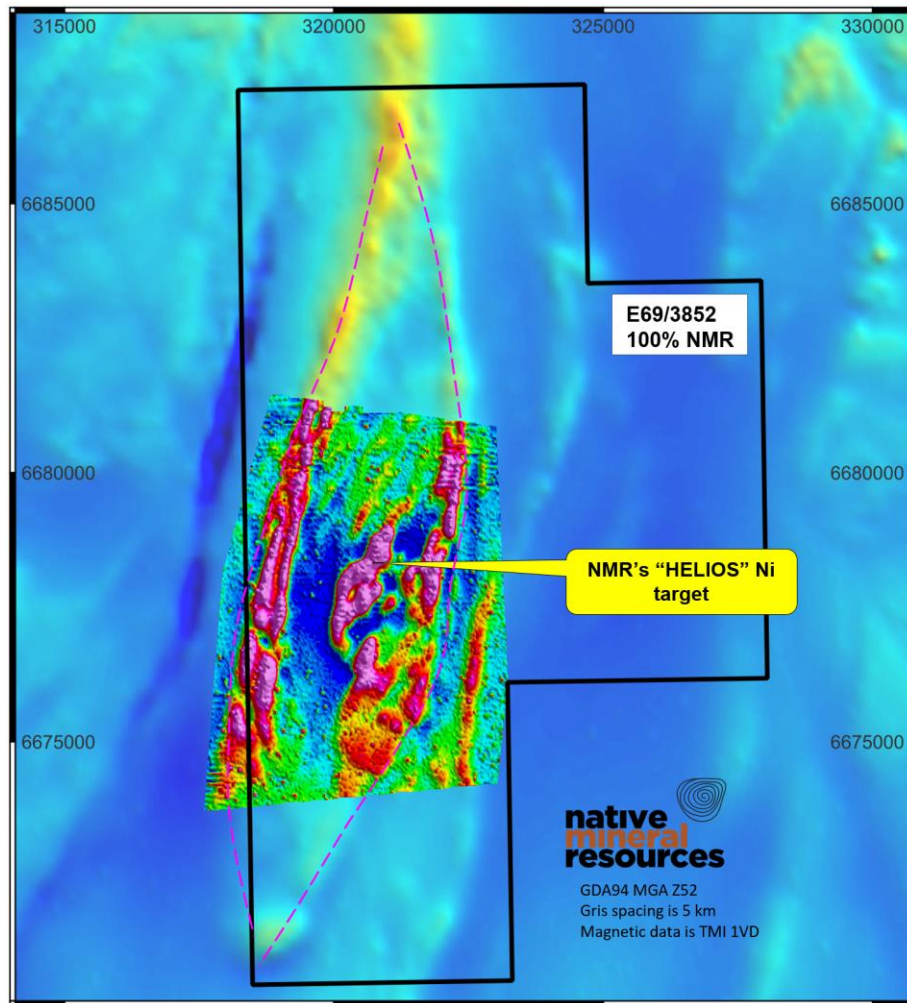 315000
320000
325000
330000
6685000
6685000
E69/3852
100% NMR
6680000
6680000
NMR’s “HELIOS” Ni
target
6675000
6675000
native
mineral
resources
GDA94 MGA Z52
Gris spacing is 5 km
Magnetic data is TMI 1VD